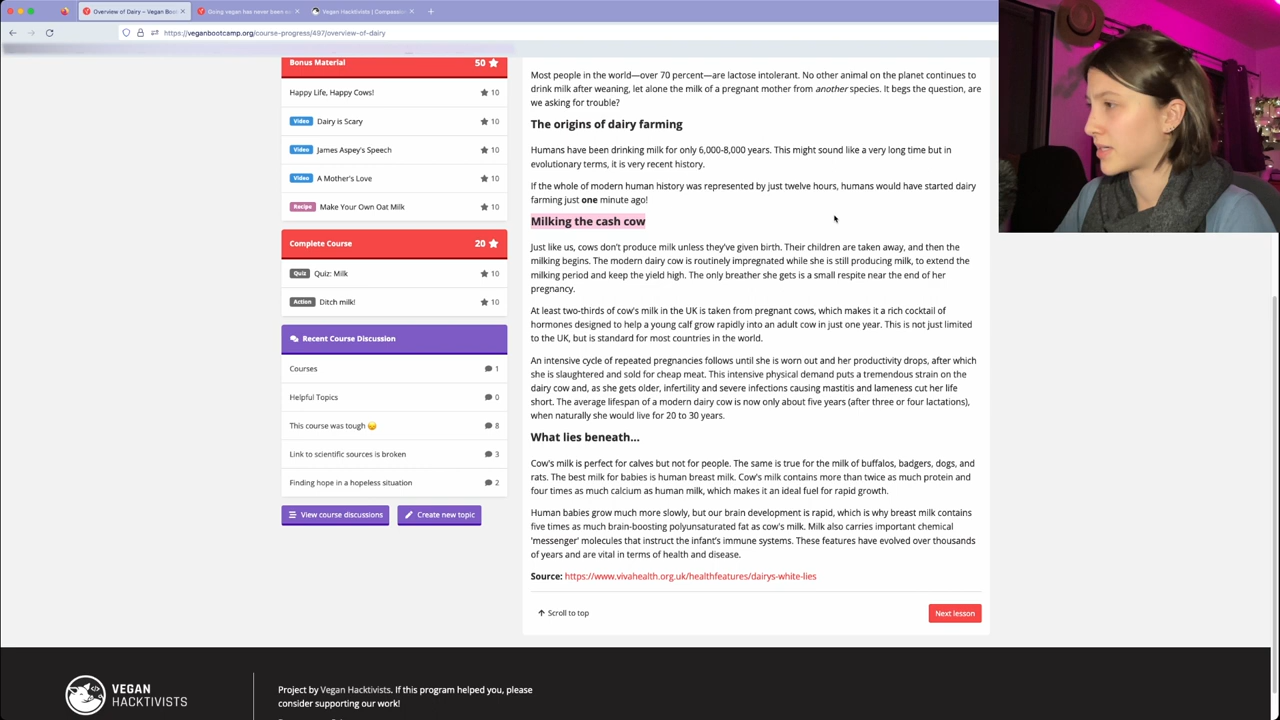 Overview of Dairy – Vegan Boo
Going vegan has never been e
Vegan Hacktivists | Compassion
https://veganbootcamp.org/course-progress/497/overview-of-dairy
Bonus Material 50
Happy Life, Happy Cows! 10
Video Dairy is Scary 10
Video James Aspey's Speech 10
Video A Mother's Love 10
Recipe Make Your Own Oat Milk 10
Complete Course 20
Quiz Quiz: Milk 10
Action Ditch milk! 10
Recent Course Discussion
Courses 1
Helpful Topics 0
This course was tough 😔 8
Link to scientific sources is broken 3
Finding hope in a hopeless situation 2
View course discussions
Create new topic
Most people in the world—over 70 percent—are lactose intolerant. No other animal on the planet continues to
drink milk after weaning, let alone the milk of a pregnant mother from another species. It begs the question, are
we asking for trouble?
The origins of dairy farming
Humans have been drinking milk for only 6,000-8,000 years. This might sound like a very long time but in
evolutionary terms, it is very recent history.
If the whole of modern human history was represented by just twelve hours, humans would have started dairy
farming just one minute ago!
Milking the cash cow
Just like us, cows don’t produce milk unless they’ve given birth. Their children are taken away, and then the
milking begins. The modern dairy cow is routinely impregnated while she is still producing milk, to extend the
milking period and keep the yield high. The only breather she gets is a small respite near the end of her
pregnancy.
At least two-thirds of cow’s milk in the UK is taken from pregnant cows, which makes it a rich cocktail of
hormones designed to help a young calf grow rapidly into an adult cow in just one year. This is not just limited
to the UK, but is standard for most countries in the world.
An intensive cycle of repeated pregnancies follows until she is worn out and her productivity drops, after which
she is slaughtered and sold for cheap meat. This intensive physical demand puts a tremendous strain on the
dairy cow and, as she gets older, infertility and severe infections causing mastitis and lameness cut her life
short. The average lifespan of a modern dairy cow is now only about five years (after three or four lactations),
when naturally she would live for 20 to 30 years.
What lies beneath...
Cow's milk is perfect for calves but not for people. The same is true for the milk of buffalos, badgers, dogs, and
rats. The best milk for babies is human breast milk. Cow’s milk contains more than twice as much protein and
four times as much calcium as human milk, which makes it an ideal fuel for rapid growth.
Human babies grow much more slowly, but our brain development is rapid, which is why breast milk contains
five times as much brain-boosting polyunsaturated fat as cow’s milk. Milk also carries important chemical
'messenger' molecules that instruct the infant’s immune systems. These features have evolved over thousands
of years and are vital in terms of health and disease.
Source: https://www.vivahealth.org.uk/healthfeatures/dairys-white-lies
Scroll to top
Next lesson
VEGAN
HACKTIVISTS
Project by Vegan Hacktivists. If this program helped you, please
consider supporting our work!